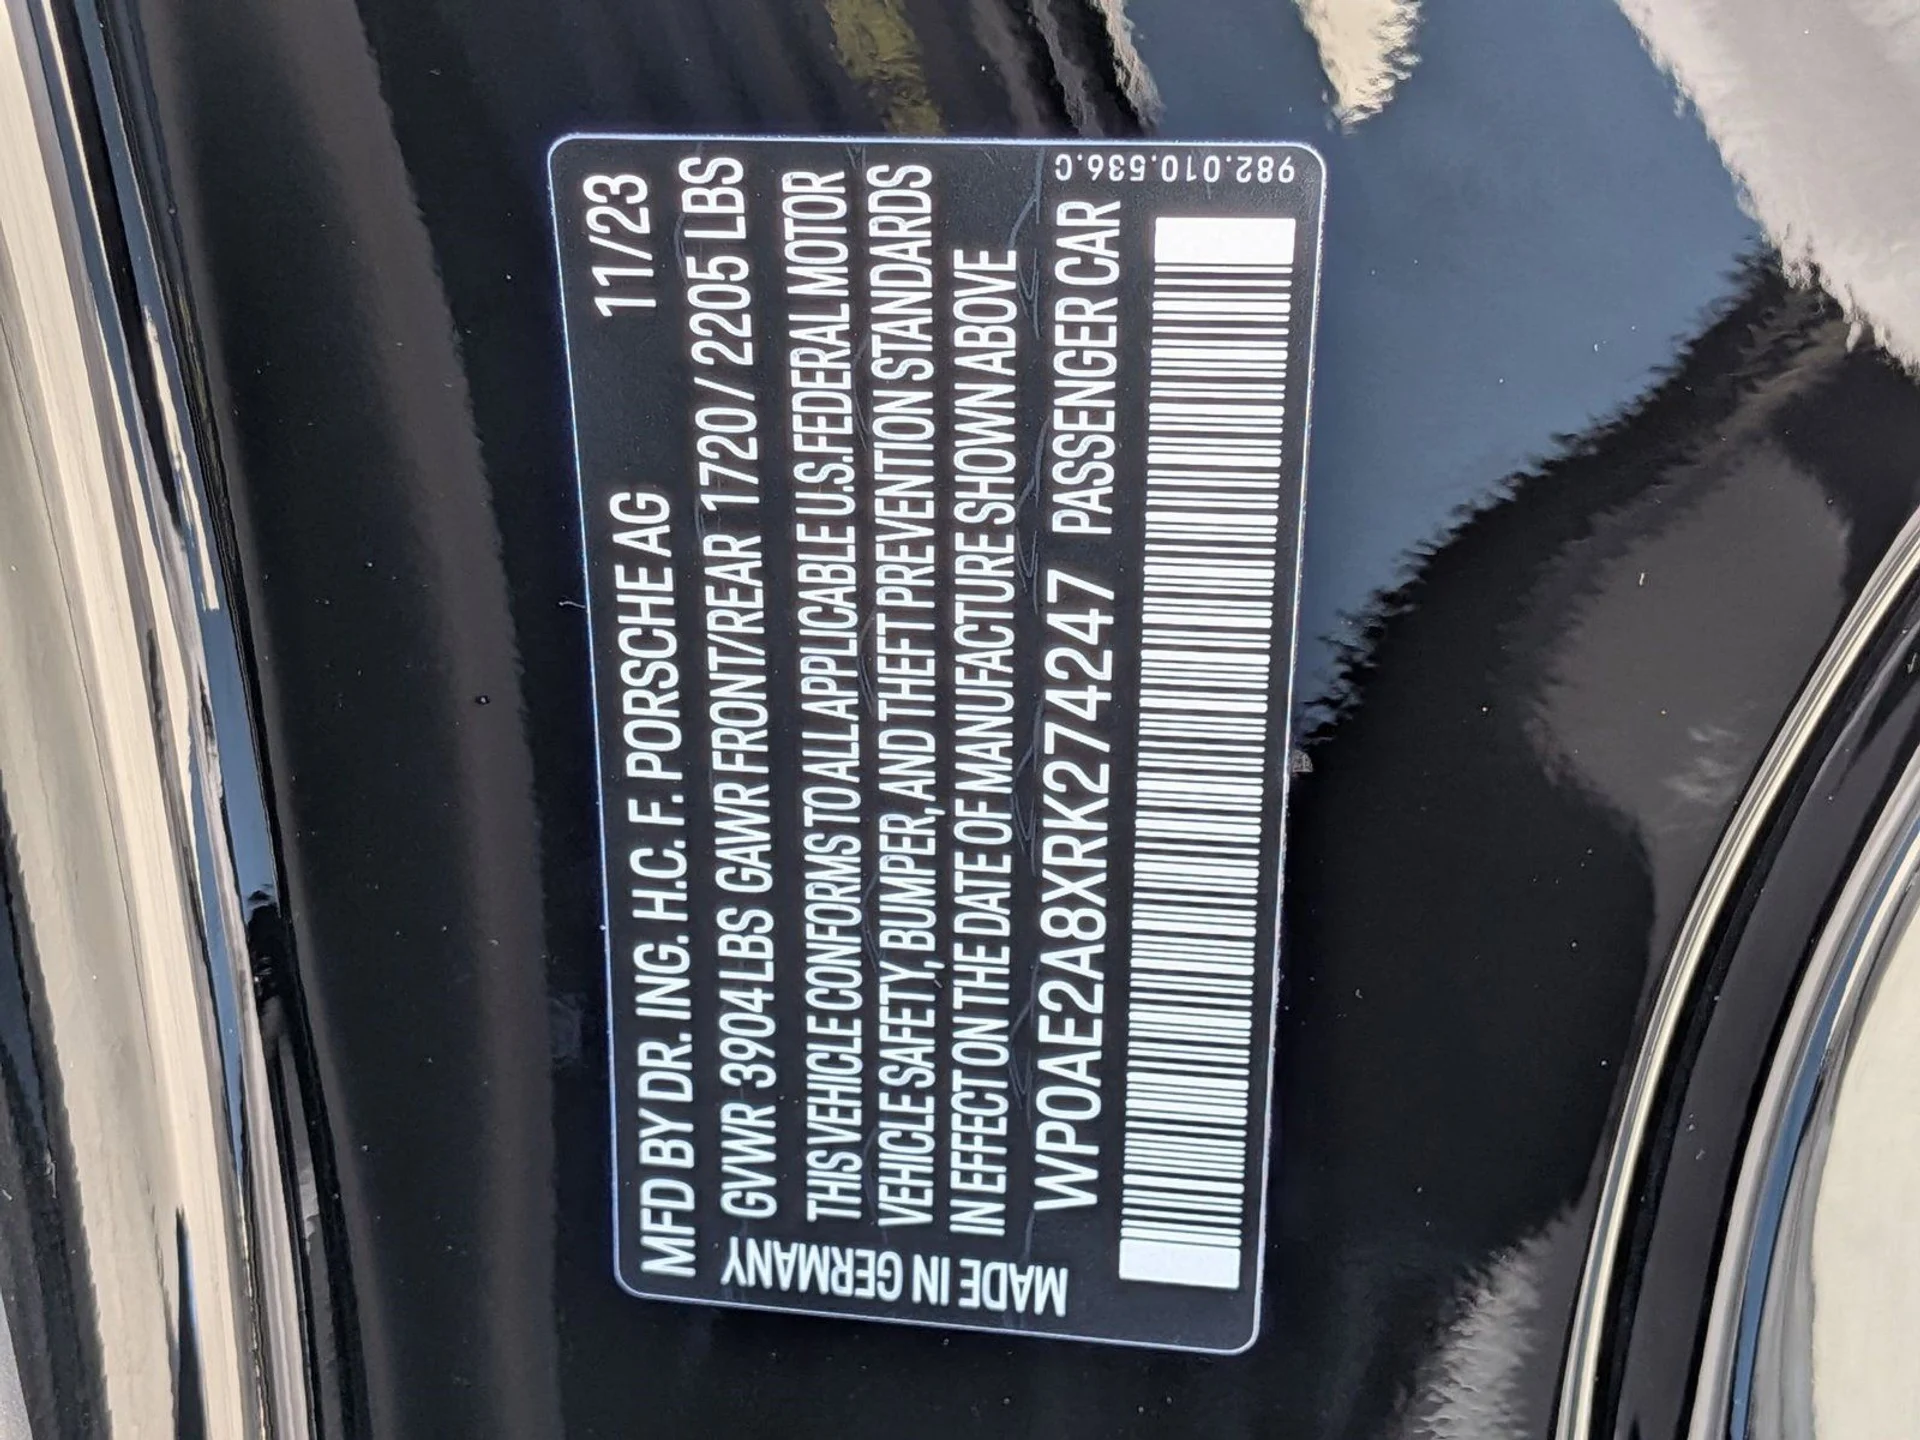 MFD BY DR. ING. H.C. F. PORSCHE AG 11/23
GVWR 3904 LBS GAWR FRONT/REAR 1720 / 2205 LBS
THIS VEHICLE CONFORMS TO ALL APPLICABLE U.S. FEDERAL MOTOR
VEHICLE SAFETY, BUMPER, AND THEFT PREVENTION STANDARDS
IN EFFECT ON THE DATE OF MANUFACTURE SHOWN ABOVE
WP0AE2A8XRK274247 PASSENGER CAR
MADE IN GERMANY
982.010.536.C